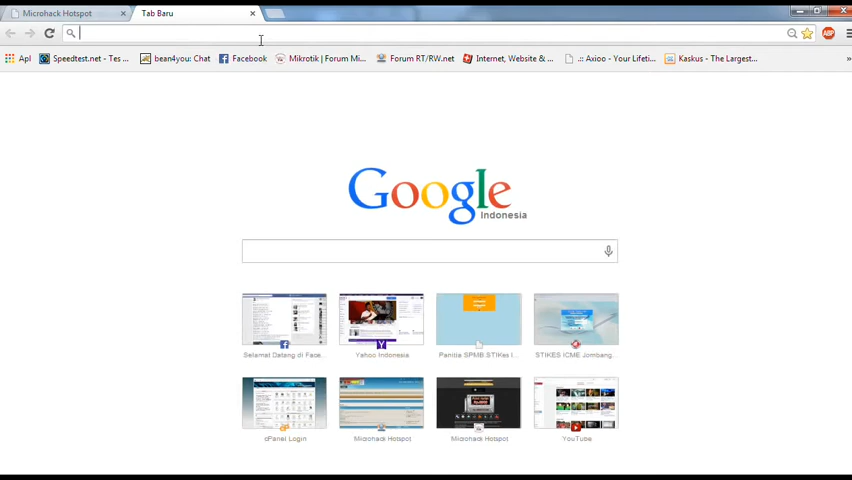 Microhack Hotspot
Tab Baru
Apl
Speedtest.net - Tes ...
bean4you: Chat
Facebook
Mikrotik | Forum Mi...
Forum RT/RW.net
Internet, Website & ...
.:: Axioo - Your Lifeti...
Kaskus - The Largest...
»
ABP
Google
Indonesia
Selamat Datang di Face...
Yahoo Indonesia
Panitia SPMB STIKes I...
STIKES ICME Jombang...
cPanel Login
Microhack Hotspot
Microhack Hotspot
YouTube